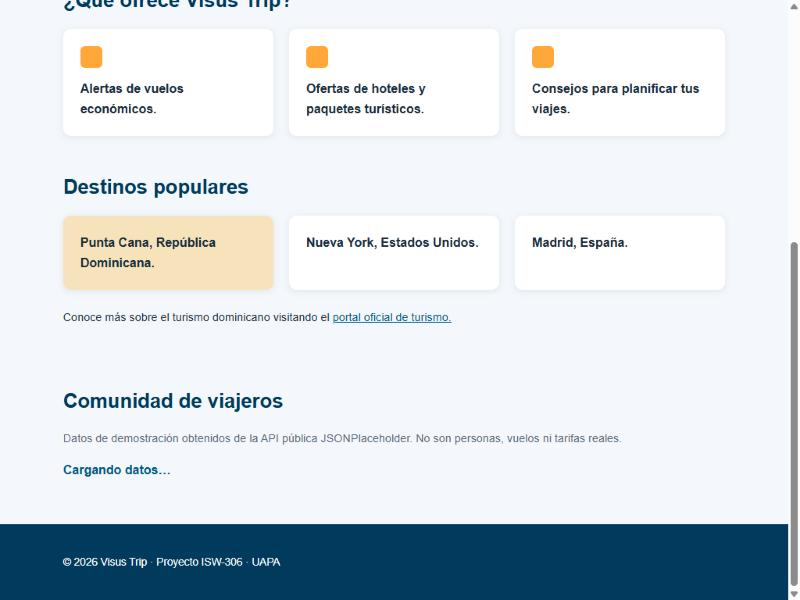 ¿Qué ofrece Visus Trip?
Alertas de vuelos
económicos.
Ofertas de hoteles y
paquetes turísticos.
Consejos para planificar tus
viajes.
Destinos populares
Punta Cana, República
Dominicana.
Nueva York, Estados Unidos.
Madrid, España.
Conoce más sobre el turismo dominicano visitando el portal oficial de turismo.
Comunidad de viajeros
Datos de demostración obtenidos de la API pública JSONPlaceholder. No son personas, vuelos ni tarifas reales.
Cargando datos...
© 2026 Visus Trip · Proyecto ISW-306 · UAPA